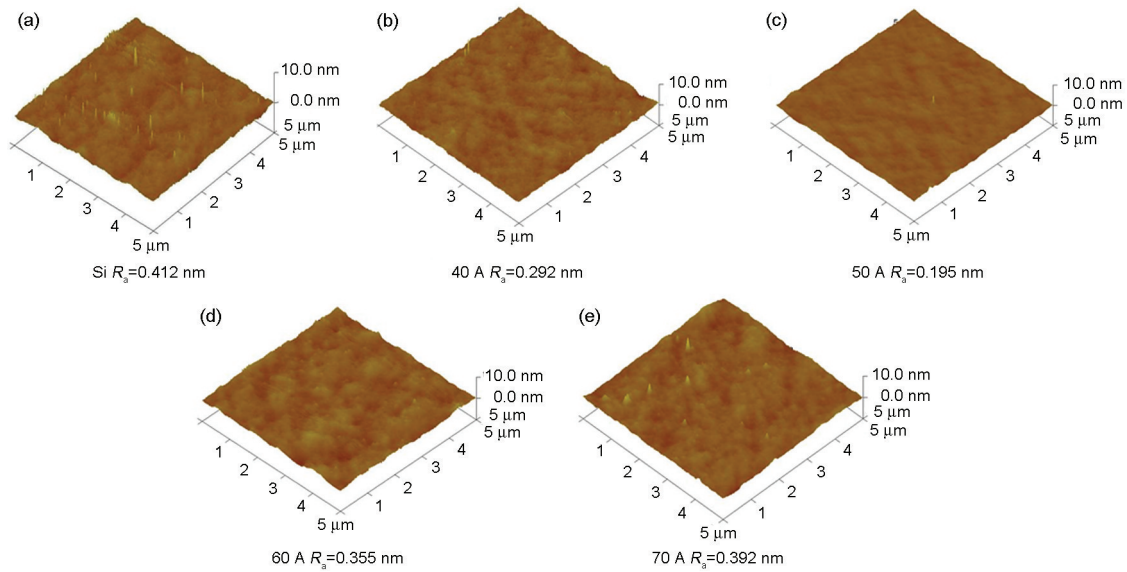 (a)
10.0 nm
0.0 nm
5 μm
5 μm
1
2
3
4
1
2
3
4
5 μm
Si Ra=0.412 nm
(b)
10.0 nm
0.0 nm
5 μm
5 μm
1
2
3
4
1
2
3
4
5 μm
40 A Ra=0.292 nm
(c)
10.0 nm
0.0 nm
5 μm
5 μm
1
2
3
4
1
2
3
4
5 μm
50 A Ra=0.195 nm
(d)
10.0 nm
0.0 nm
5 μm
5 μm
1
2
3
4
1
2
3
4
5 μm
60 A Ra=0.355 nm
(e)
10.0 nm
0.0 nm
5 μm
5 μm
1
2
3
4
1
2
3
4
5 μm
70 A Ra=0.392 nm